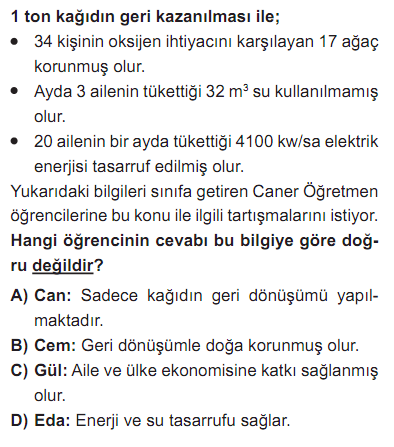 1 ton kağıdın geri kazanılması ile;
• 34 kişinin oksijen ihtiyacını karşılayan 17 ağaç
korunmuş olur.
• Ayda 3 ailenin tükettiği 32 m³ su kullanılmamış
olur.
• 20 ailenin bir ayda tükettiği 4100 kw/sa elektrik
enerjisi tasarruf edilmiş olur.
Yukarıdaki bilgileri sınıfa getiren Caner Öğretmen
öğrencilerine bu konu ile ilgili tartışmalarını istiyor.
Hangi öğrencinin cevabı bu bilgiye göre doğ-
ru değildir?
A) Can: Sadece kağıdın geri dönüşümü yapıl-
maktadır.
B) Cem: Geri dönüşümle doğa korunmuş olur.
C) Gül: Aile ve ülke ekonomisine katkı sağlanmış
olur.
D) Eda: Enerji ve su tasarrufu sağlar.